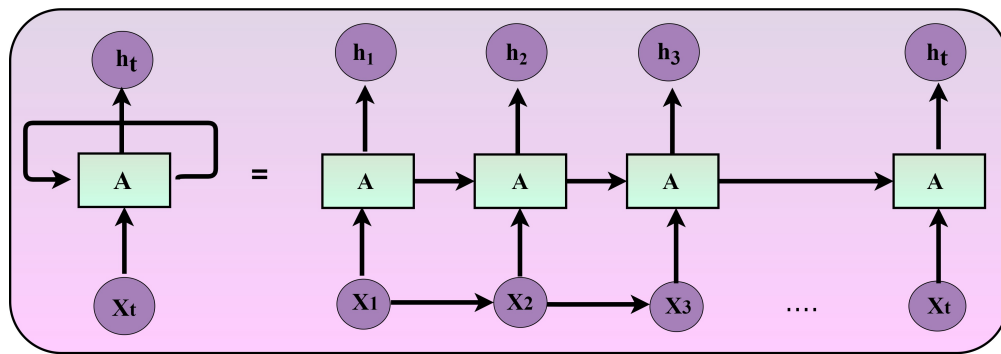 ht h1 h2 h3 ht
A = A A A A
Xt X1 X2 X3 .... Xt